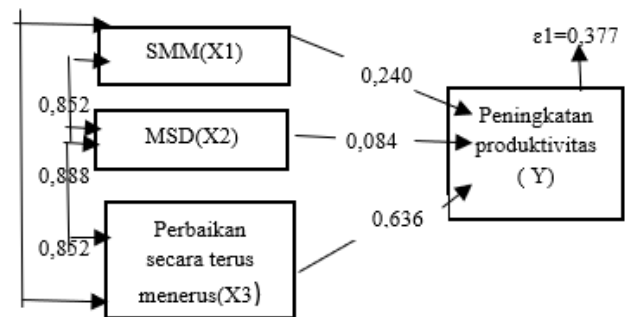 SMM(X1)
ε1=0,377
0,240
0,852
MSD(X2)
0,084
Peningkatan
produktivitas
( Y)
0,888
0,636
0,852
Perbaikan
secara terus
menerus(X3)